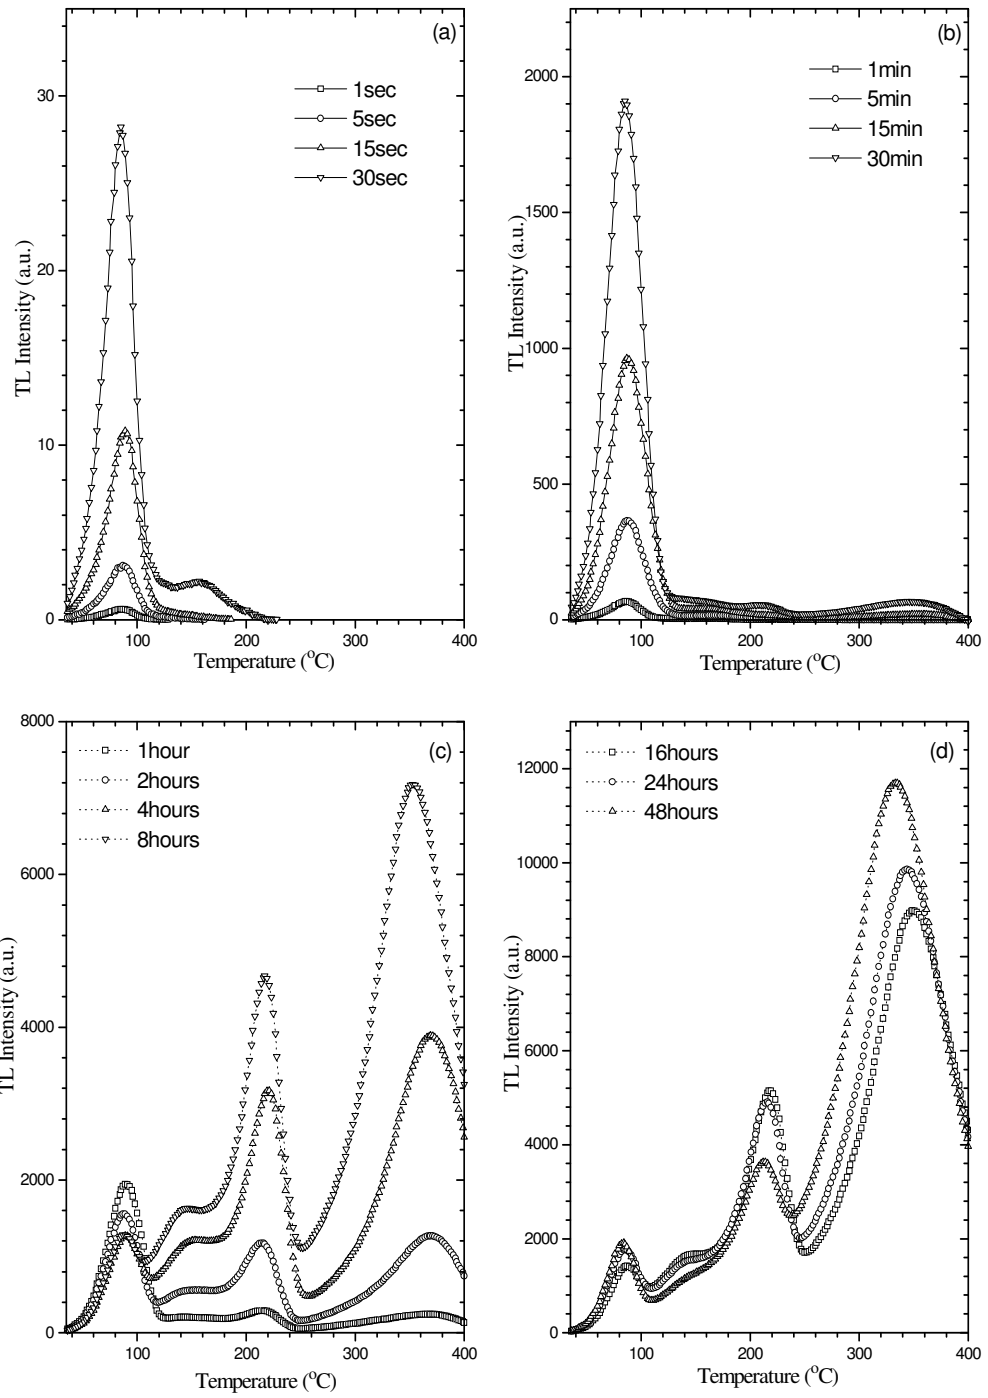 (a)
1sec
5sec
15sec
30sec
30
20
10
0
100
200
300
400
TL Intensity (a.u.)
Temperature (°C)
(b)
1min
5min
15min
30min
2000
1500
1000
500
0
100
200
300
400
TL Intensity (a.u.)
Temperature (°C)
(c)
1hour
2hours
4hours
8hours
8000
6000
4000
2000
0
100
200
300
400
TL Intensity (a.u.)
Temperature (°C)
(d)
16hours
24hours
48hours
12000
10000
8000
6000
4000
2000
0
100
200
300
400
TL Intensity (a.u.)
Temperature (°C)